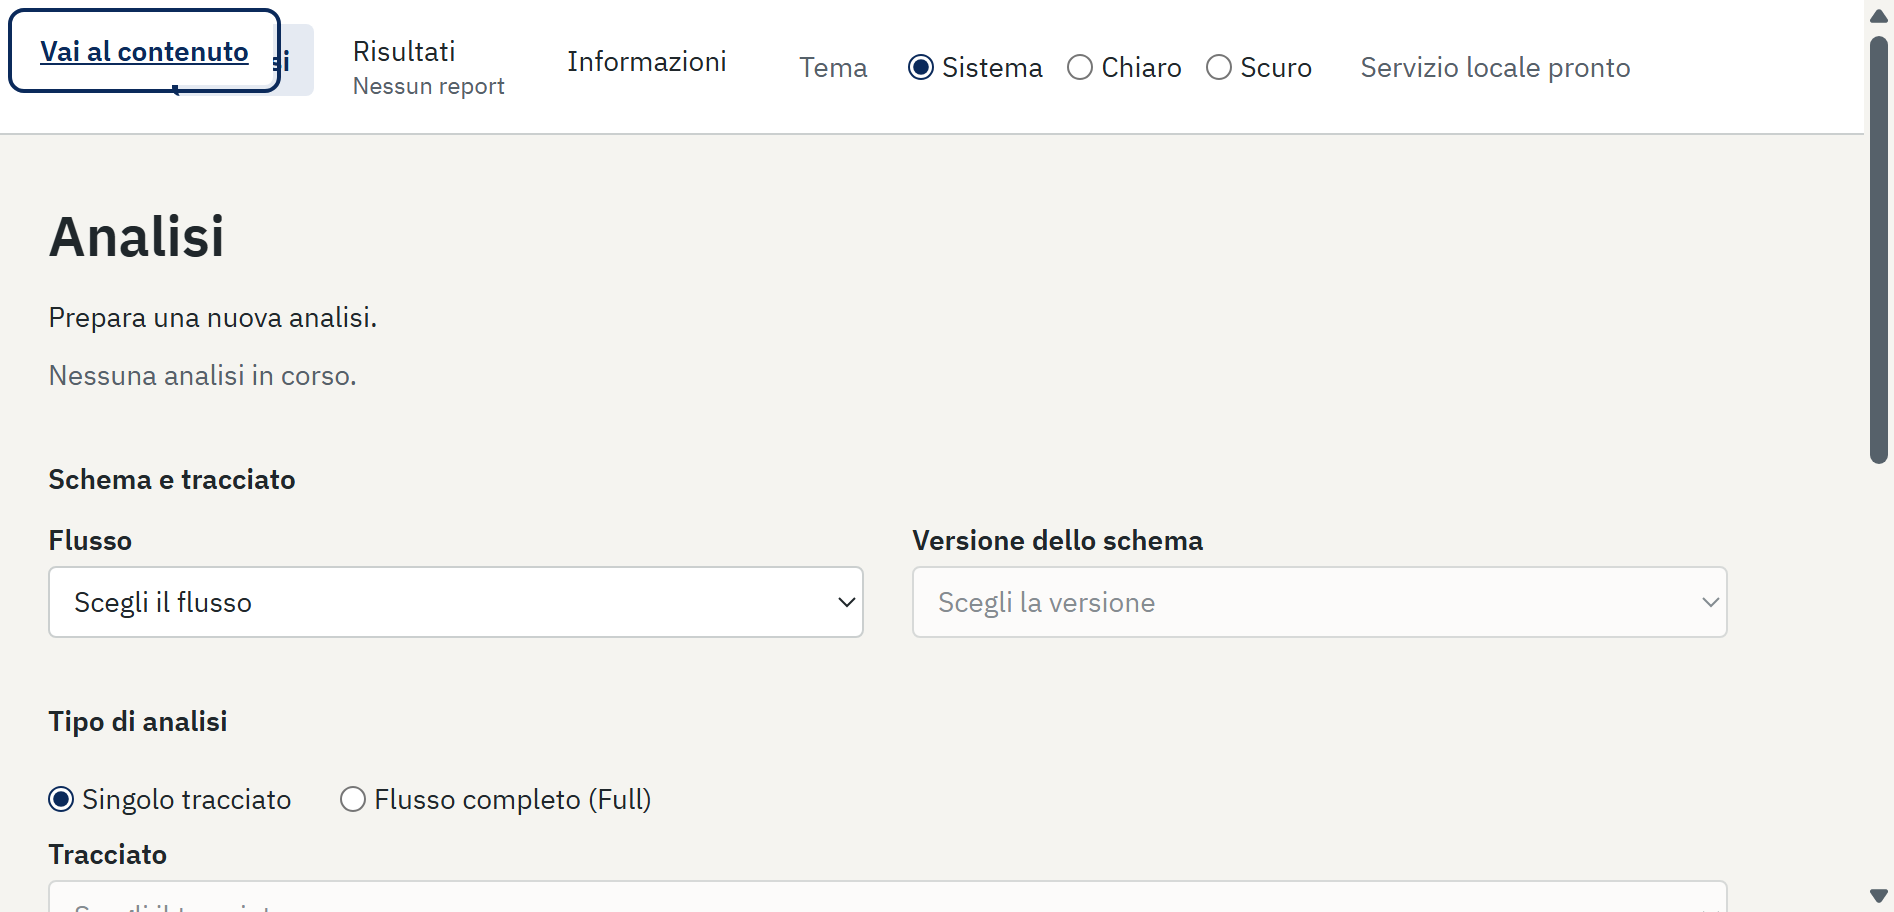 Vai al contenuto
Risultati
Nessun report
Informazioni
Tema
Sistema
Chiaro
Scuro
Servizio locale pronto
Analisi
Prepara una nuova analisi.
Nessuna analisi in corso.
Schema e tracciato
Flusso
Versione dello schema
Scegli il flusso
Scegli la versione
Tipo di analisi
Singolo tracciato
Flusso completo (Full)
Tracciato